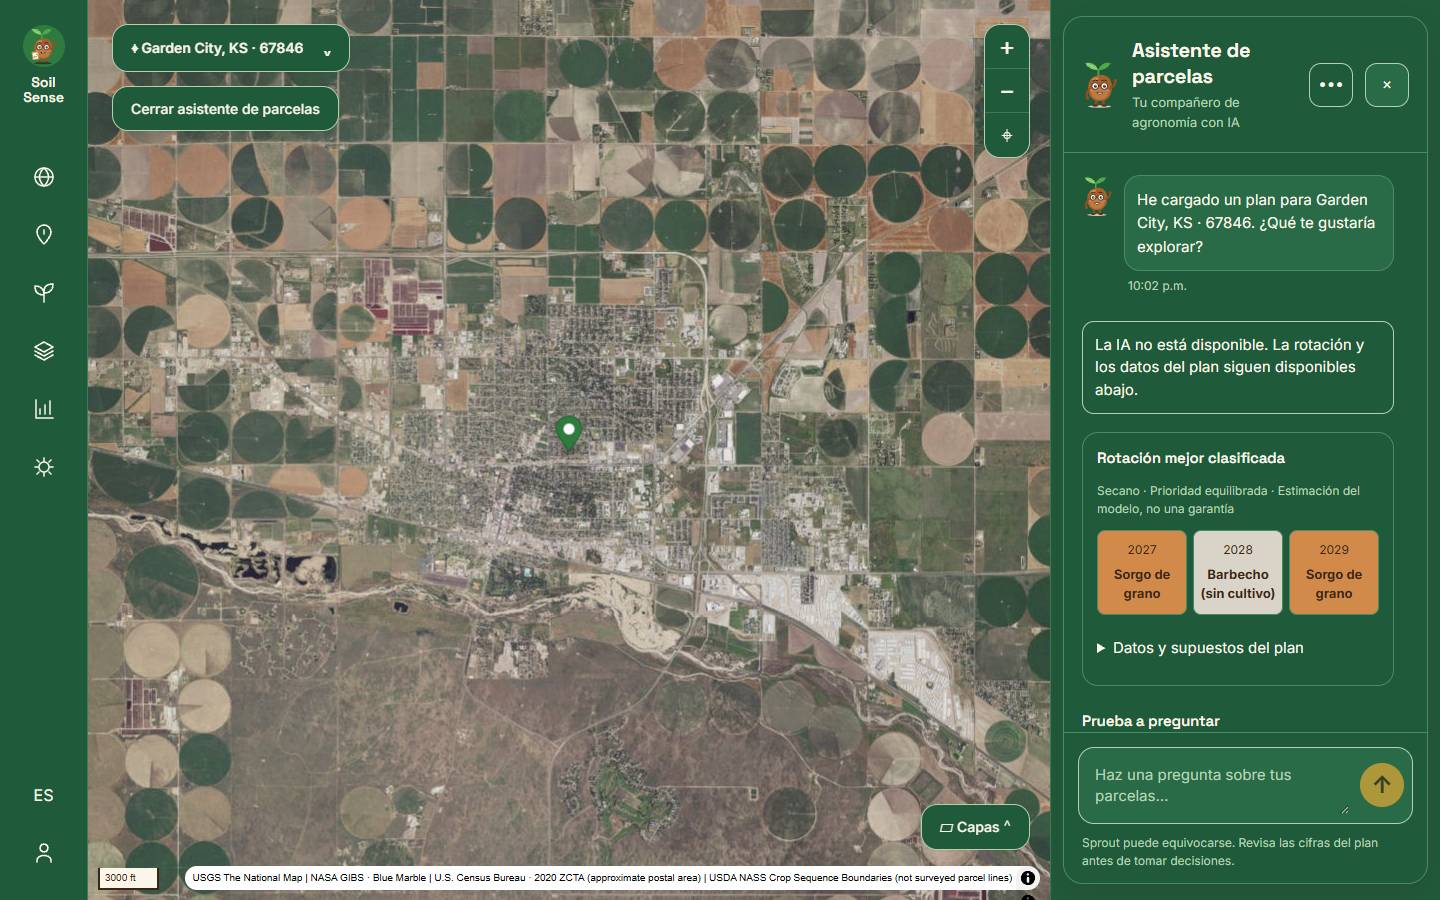 Soil
Sense
ES
Garden City, KS · 67846
Cerrar asistente de parcelas
+
−
Capas ^
3000 ft
USGS The National Map | NASA GIBS · Blue Marble | U.S. Census Bureau · 2020 ZCTA (approximate postal area) | USDA NASS Crop Sequence Boundaries (not surveyed parcel lines)
Asistente de
parcelas
Tu compañero de
agronomía con IA
•••
×
He cargado un plan para Garden
City, KS · 67846. ¿Qué te gustaría
explorar?
10:02 p.m.
La IA no está disponible. La rotación y
los datos del plan siguen disponibles
abajo.
Rotación mejor clasificada
Secano · Prioridad equilibrada · Estimación del
modelo, no una garantía
2027
Sorgo de
grano
2028
Barbecho
(sin cultivo)
2029
Sorgo de
grano
Datos y supuestos del plan
Prueba a preguntar
Haz una pregunta sobre tus
parcelas...
Sprout puede equivocarse. Revisa las cifras del plan
antes de tomar decisiones.